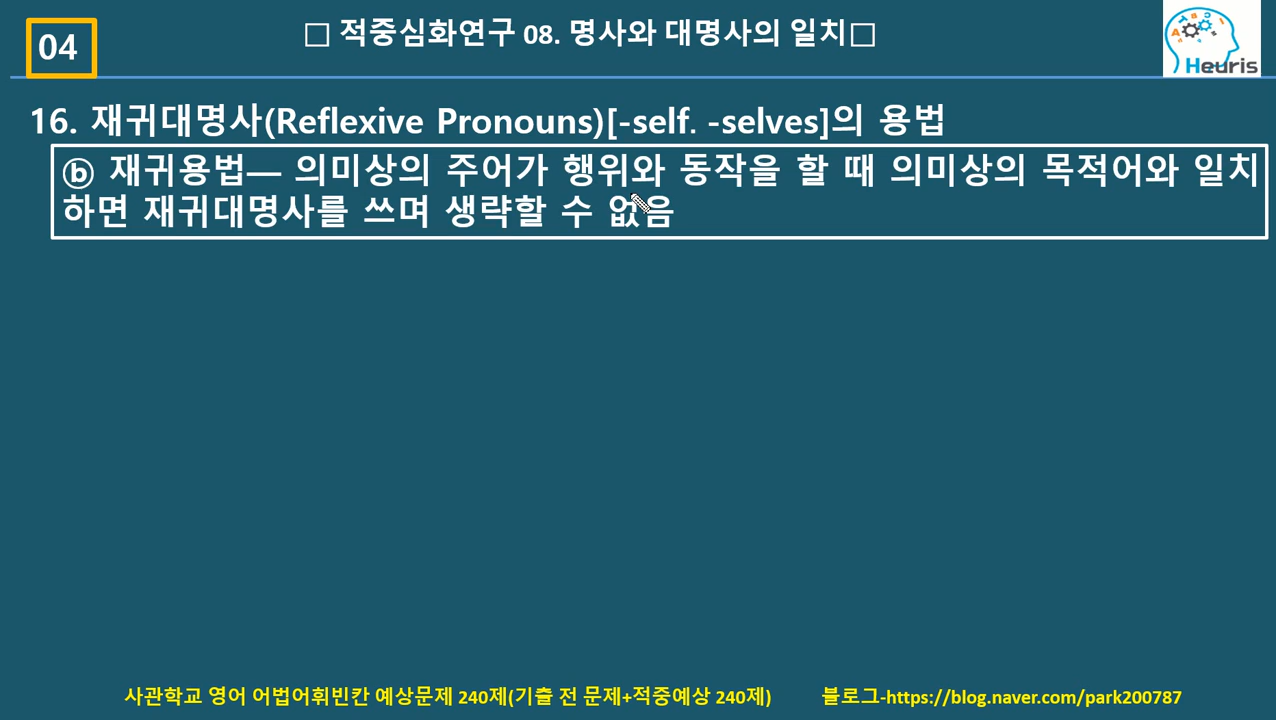 04
□ 적중심화연구 08. 명사와 대명사의 일치□
Heuris
16. 재귀대명사(Reflexive Pronouns)[-self. -selves]의 용법
ⓑ 재귀용법— 의미상의 주어가 행위와 동작을 할 때 의미상의 목적어와 일치
하면 재귀대명사를 쓰며 생략할 수 없음
사관학교 영어 어법어휘빈칸 예상문제 240제(기출 전 문제+적중예상 240제) 블로그-https://blog.naver.com/park200787